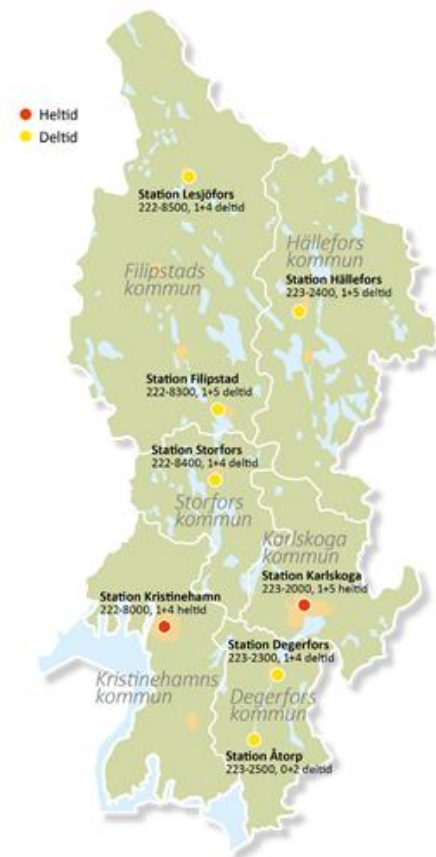 Heltid
Deltid
Station Lesjöfors
222-8500, 1+4 deltid
Hällefors
kommun
Filipstads
kommun
Station Hällefors
223-2400, 1+5 deltid
Station Filipstad
222-8300, 1+5 deltid
Station Storfors
222-8400, 1+4 deltid
Storfors
kommun
Karlskoga
kommun
Station Karlskoga
223-2000, 1+5 heltid
Station Kristinehamn
222-8000, 1+4 heltid
Station Degerfors
223-2300, 1+4 deltid
Kristinehamns
kommun
Degerfors
kommun
Station Åtorp
223-2500, 0+2 deltid